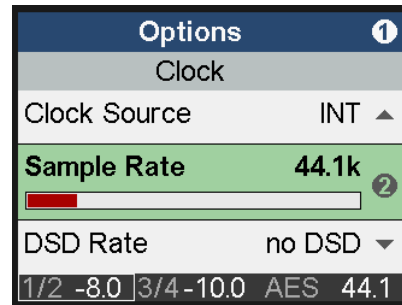 Options 1
Clock
Clock Source INT
Sample Rate 44.1k 2
DSD Rate no DSD
1/2 -8.0 3/4 -10.0 AES 44.1